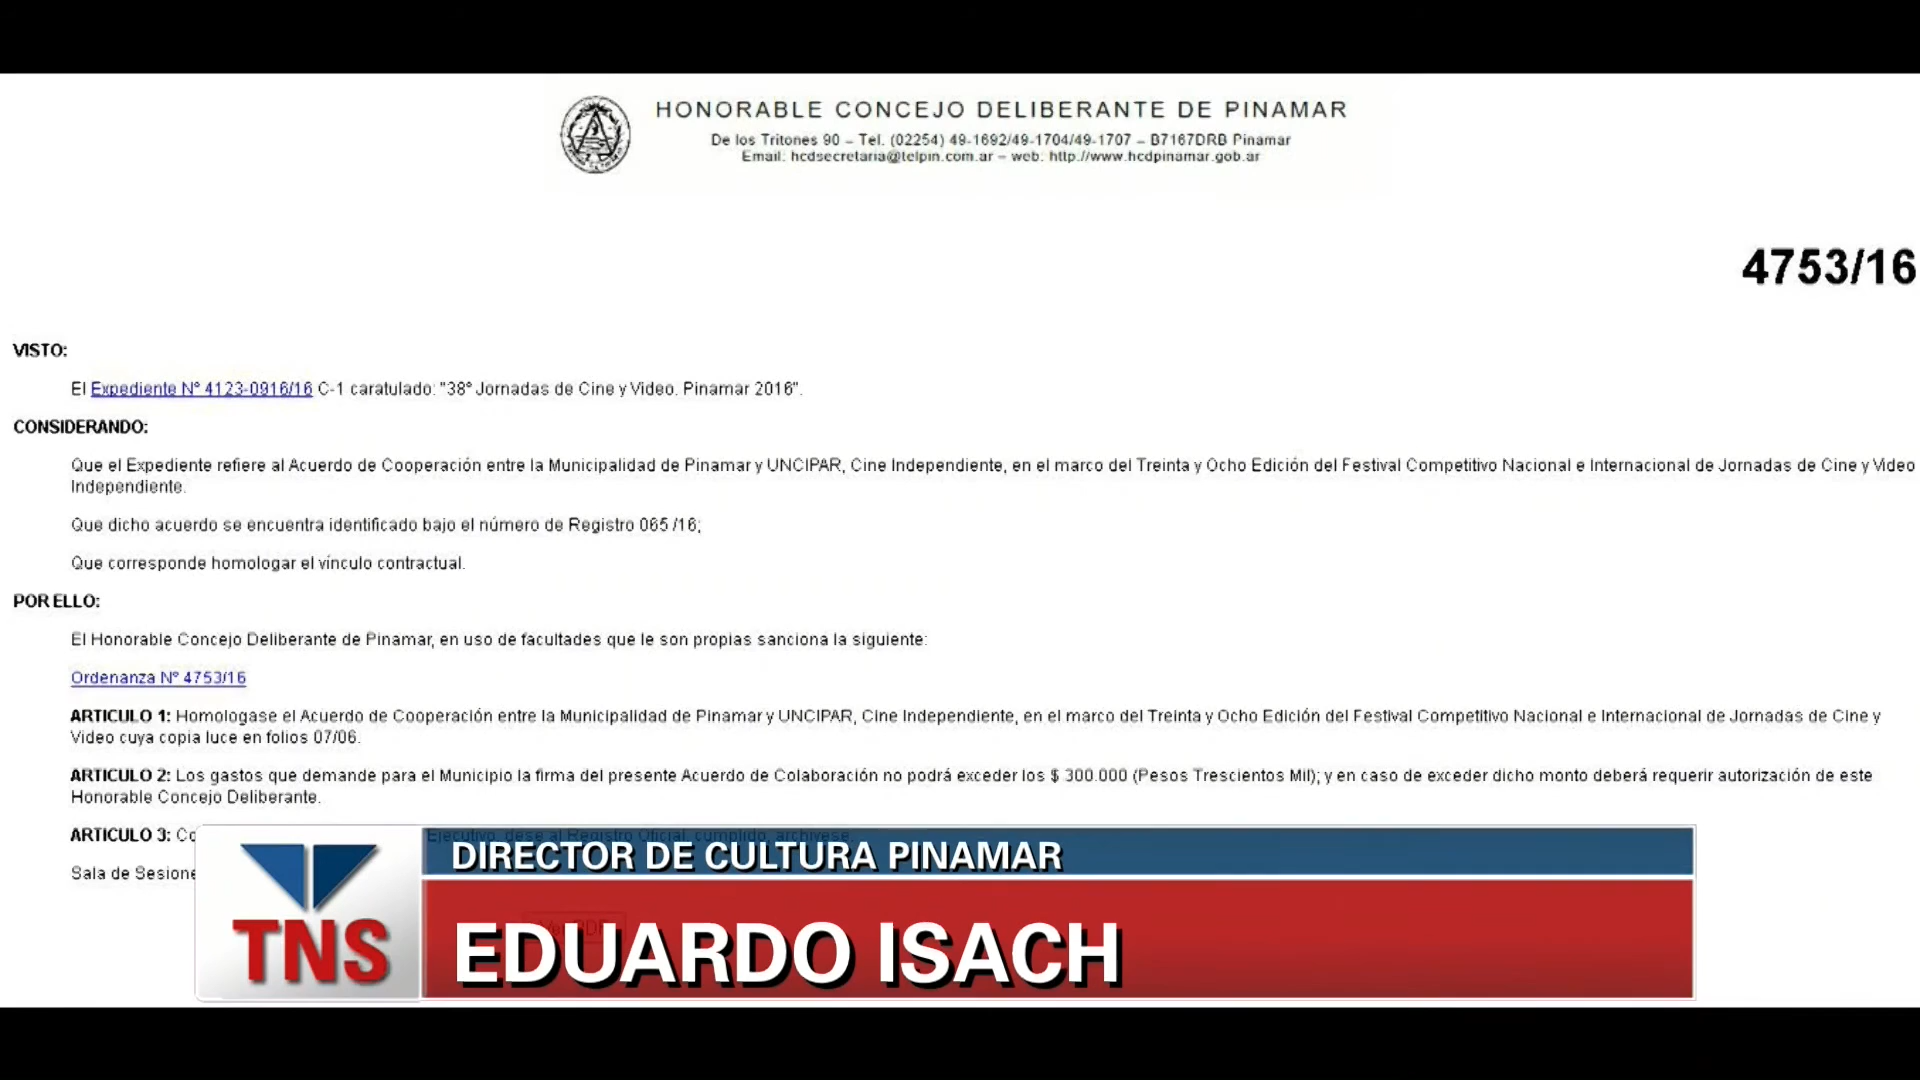 HONORABLE CONCEJO DELIBERANTE DE PINAMAR
De los Tritones 90 – Tel. (02254) 49-1692/49-1704/49-1707 – B7167DRB Pinamar
Email: hcdsecretaria@telpin.com.ar – web: http://www.hcdpinamar.gob.ar
4753/16
VISTO:
El Expediente N° 4123-0916/16 C-1 caratulado: "38° Jornadas de Cine y Video. Pinamar 2016".
CONSIDERANDO:
Que el Expediente refiere al Acuerdo de Cooperación entre la Municipalidad de Pinamar y UNCIPAR, Cine Independiente, en el marco del Treinta y Ocho Edición del Festival Competitivo Nacional e Internacional de Jornadas de Cine y Video
Independiente.
Que dicho acuerdo se encuentra identificado bajo el número de Registro 065 /16;
Que corresponde homologar el vínculo contractual.
POR ELLO:
El Honorable Concejo Deliberante de Pinamar, en uso de facultades que le son propias sanciona la siguiente:
Ordenanza N° 4753/16
ARTICULO 1: Homologase el Acuerdo de Cooperación entre la Municipalidad de Pinamar y UNCIPAR, Cine Independiente, en el marco del Treinta y Ocho Edición del Festival Competitivo Nacional e Internacional de Jornadas de Cine y
Video cuya copia luce en folios 07/06.
ARTICULO 2: Los gastos que demande para el Municipio la firma del presente Acuerdo de Colaboración no podrá exceder los $ 300.000 (Pesos Trescientos Mil); y en caso de exceder dicho monto deberá requerir autorización de este
Honorable Concejo Deliberante.
ARTICULO 3: Co Ejecutivo, dese al Registro Oficial, cumplido, archivese.
Sala de Sesione
DIRECTOR DE CULTURA PINAMAR
TNS
EDUARDO ISACH